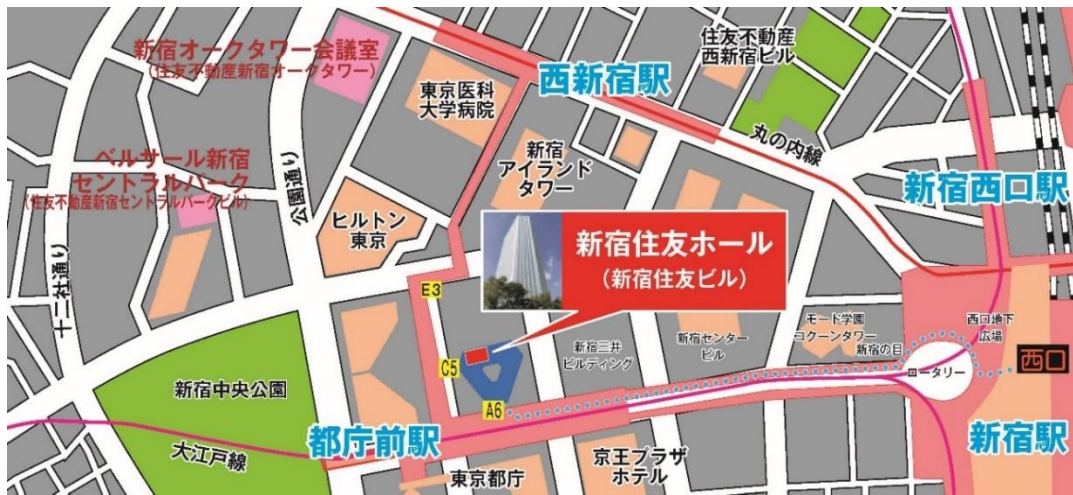 新宿オークタワー会議室
(住友不動産新宿オークタワー)
東京医科
大学病院
西新宿駅
住友不動産
西新宿ビル
丸の内線
ベルサール新宿
セントラルパーク
(住友不動産新宿セントラルパークビル)
公園通り
ヒルトン
東京
新宿
アイランド
タワー
新宿西口駅
十二社通り
新宿住友ホール
(新宿住友ビル)
E3
C5
A6
新宿三井
ビルディング
新宿センター
ビル
モード学園
コクーンタワー
新宿の目
西口地下
広場
ロータリー
西口
新宿中央公園
大江戸線
都庁前駅
東京都庁
京王プラザ
ホテル
新宿駅